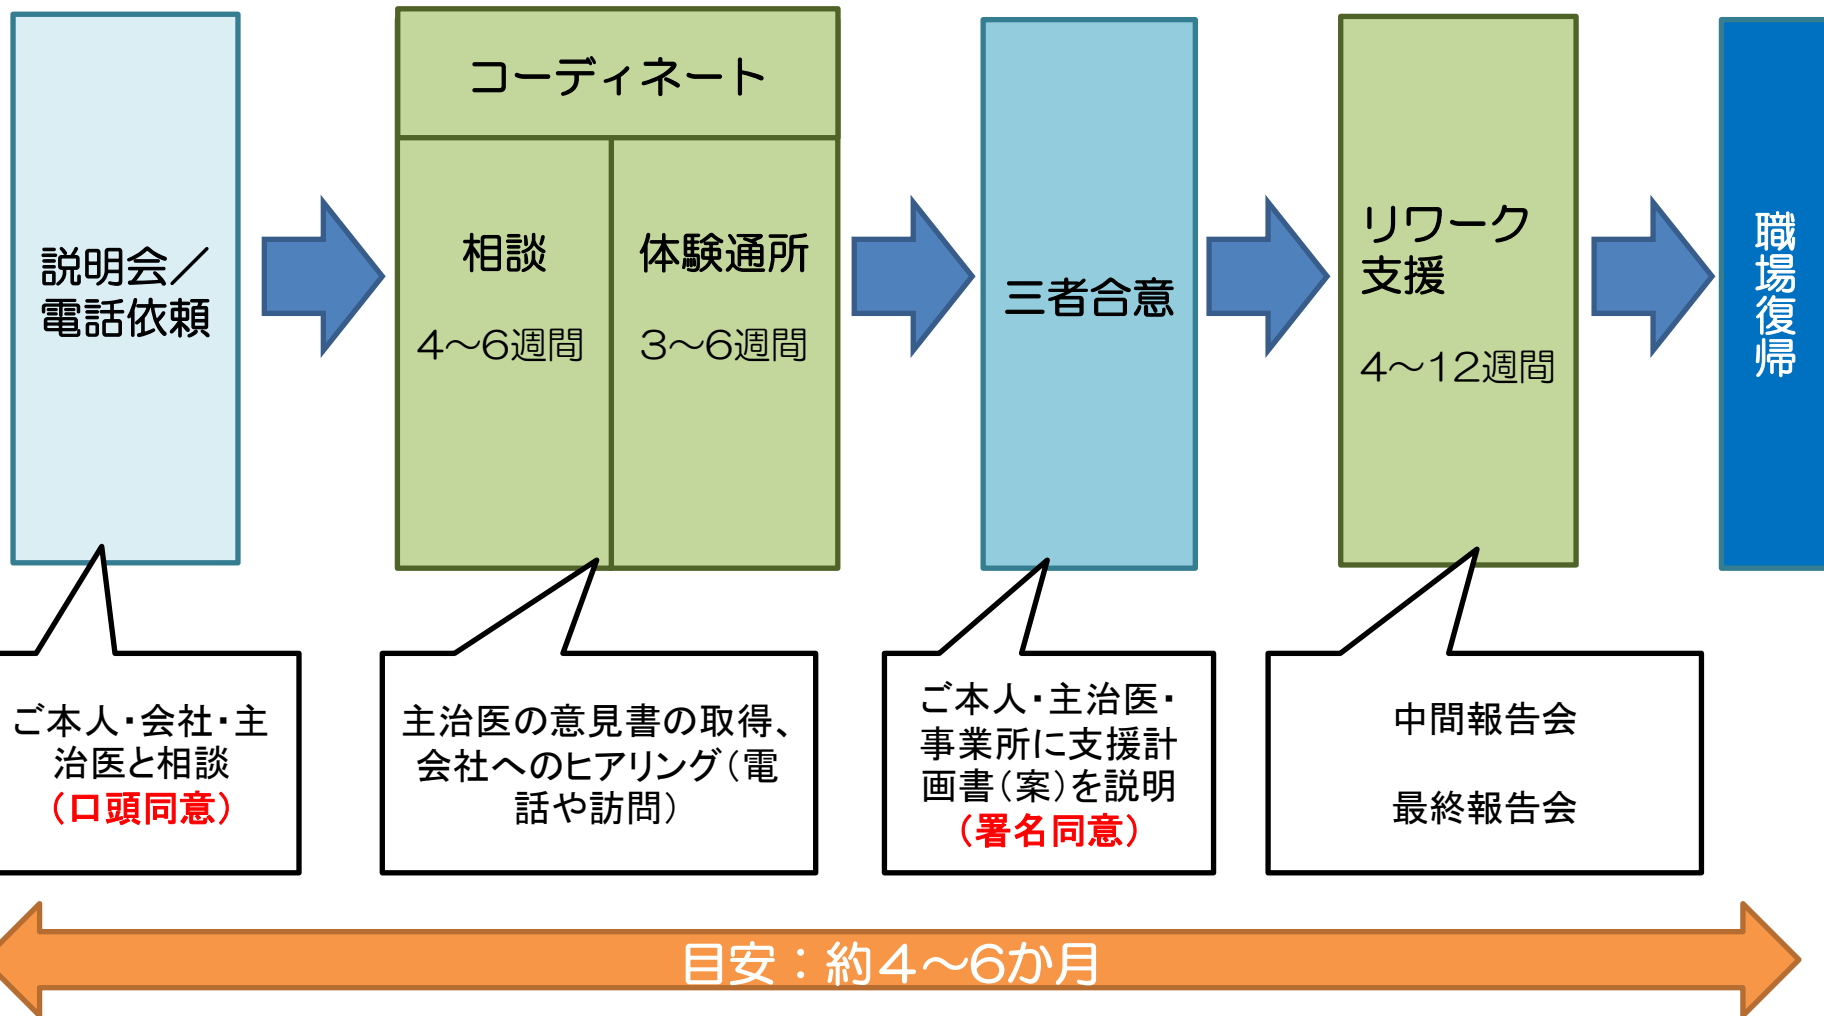 説明会／
電話依頼
コーディネート
相談
4～6週間
体験通所
3～6週間
三者合意
リワーク
支援
4～12週間
職場復帰
ご本人・会社・主
治医と相談
（口頭同意）
主治医の意見書の取得、
会社へのヒアリング（電
話や訪問）
ご本人・主治医・
事業所に支援計
画書（案）を説明
（署名同意）
中間報告会
最終報告会
目安：約4～6か月